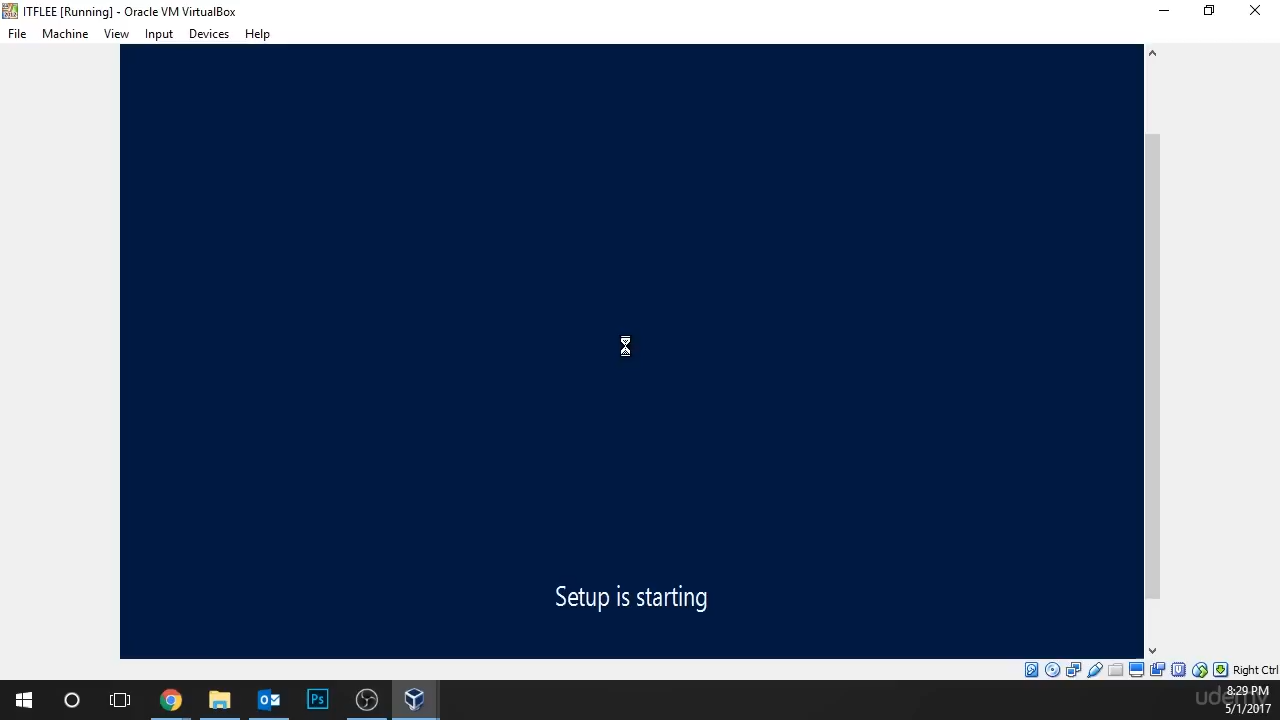 ITFLEE [Running] - Oracle VM VirtualBox
File Machine View Input Devices Help
Setup is starting
Right Ctrl
Ps
8:29 PM
udemy
5/1/2017